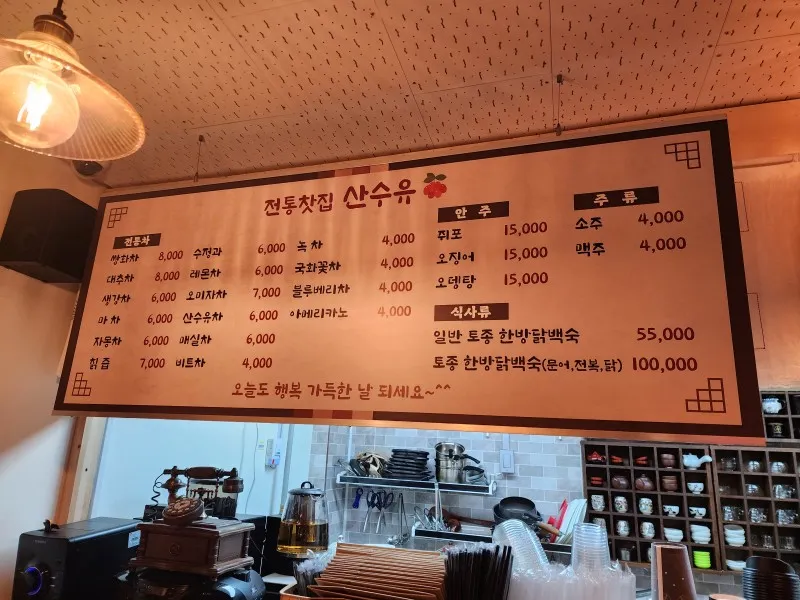 전통찻집 산수유
전통차
쌍화차 8,000
대추차 8,000
생강차 6,000
마 차 6,000
자몽차 6,000
칡 즙 7,000
수정과 6,000
레몬차 6,000
오미자차 7,000
산수유차 6,000
매실차 6,000
비트차 4,000
녹 차 4,000
국화꽃차 4,000
블루베리차 4,000
아메리카노 4,000
안 주
쥐포 15,000
오징어 15,000
오뎅탕 15,000
주 류
소주 4,000
맥주 4,000
식사류
일반 토종 한방닭백숙 55,000
토종 한방닭백숙(문어,전복,닭) 100,000
오늘도 행복 가득한 날 되세요~^^